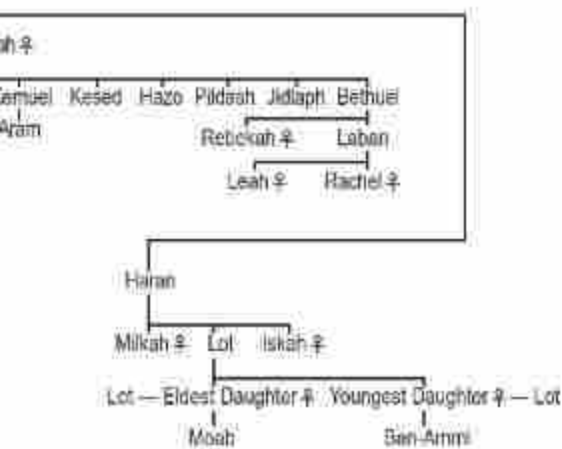 ah ♀
Kemuel Kesed Hazo Pildash Jidlaph Bethuel
Aram
Rebekah ♀ Laban
Leah ♀ Rachel ♀
Haran
Milkah ♀ Lot Iskah ♀
Lot — Eldest Daughter ♀ Youngest Daughter ♀ — Lot
Moab Ben-Ammi